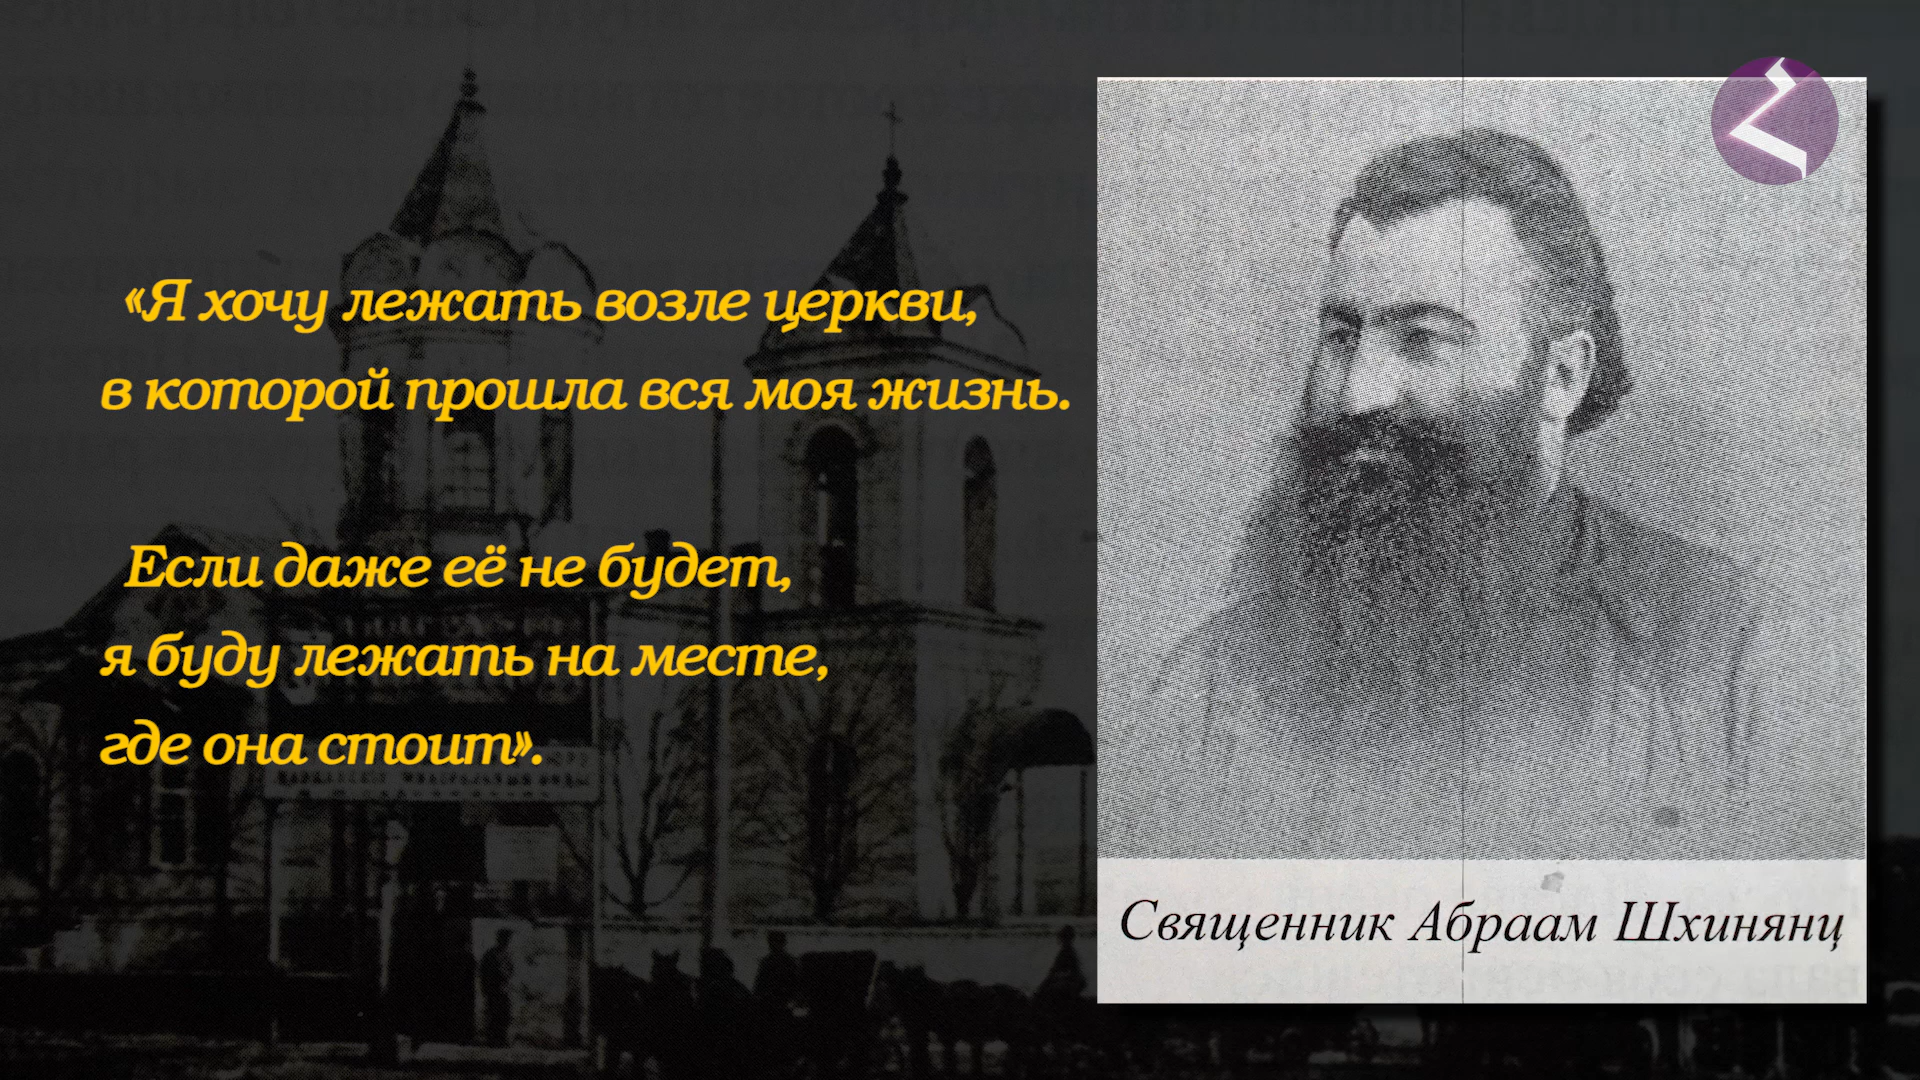 «Я хочу лежать возле церкви,
в которой прошла вся моя жизнь.
Если даже её не будет,
я буду лежать на месте,
где она стоит».
Священник Абраам Шхинянц